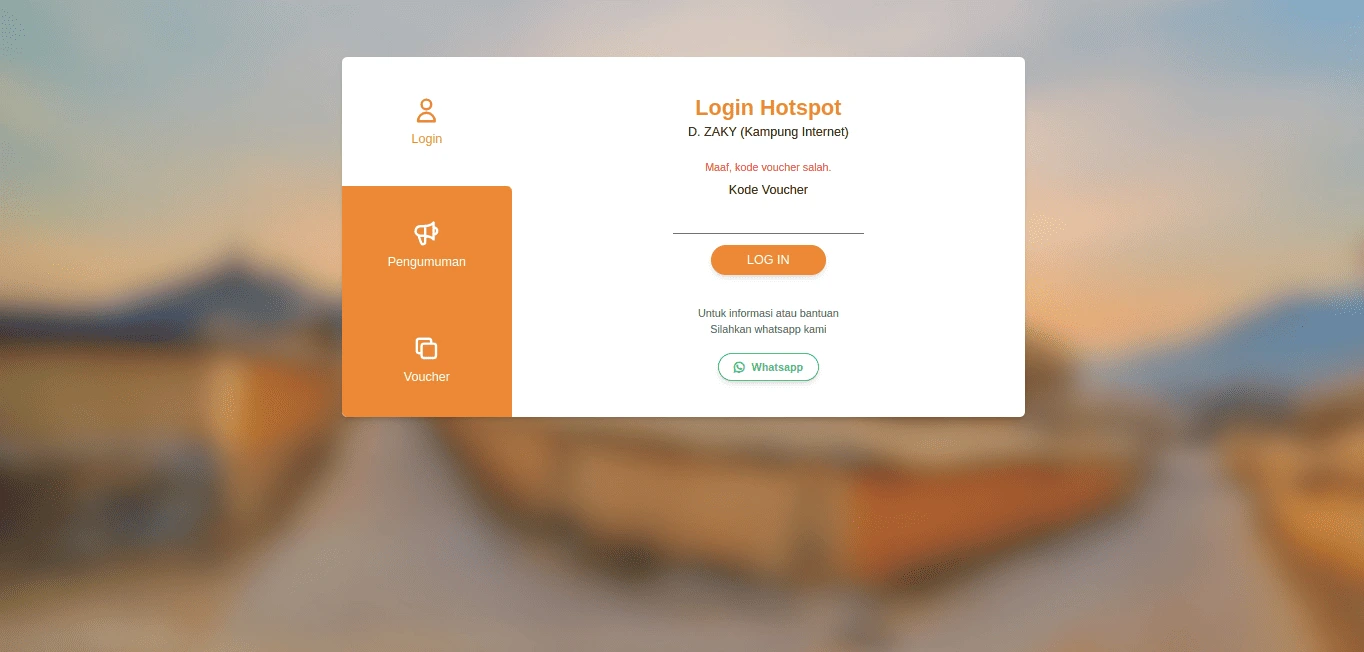 Login
Pengumuman
Voucher
Login Hotspot
D. ZAKY (Kampung Internet)
Maaf, kode voucher salah.
Kode Voucher
LOG IN
Untuk informasi atau bantuan
Silahkan whatsapp kami
Whatsapp